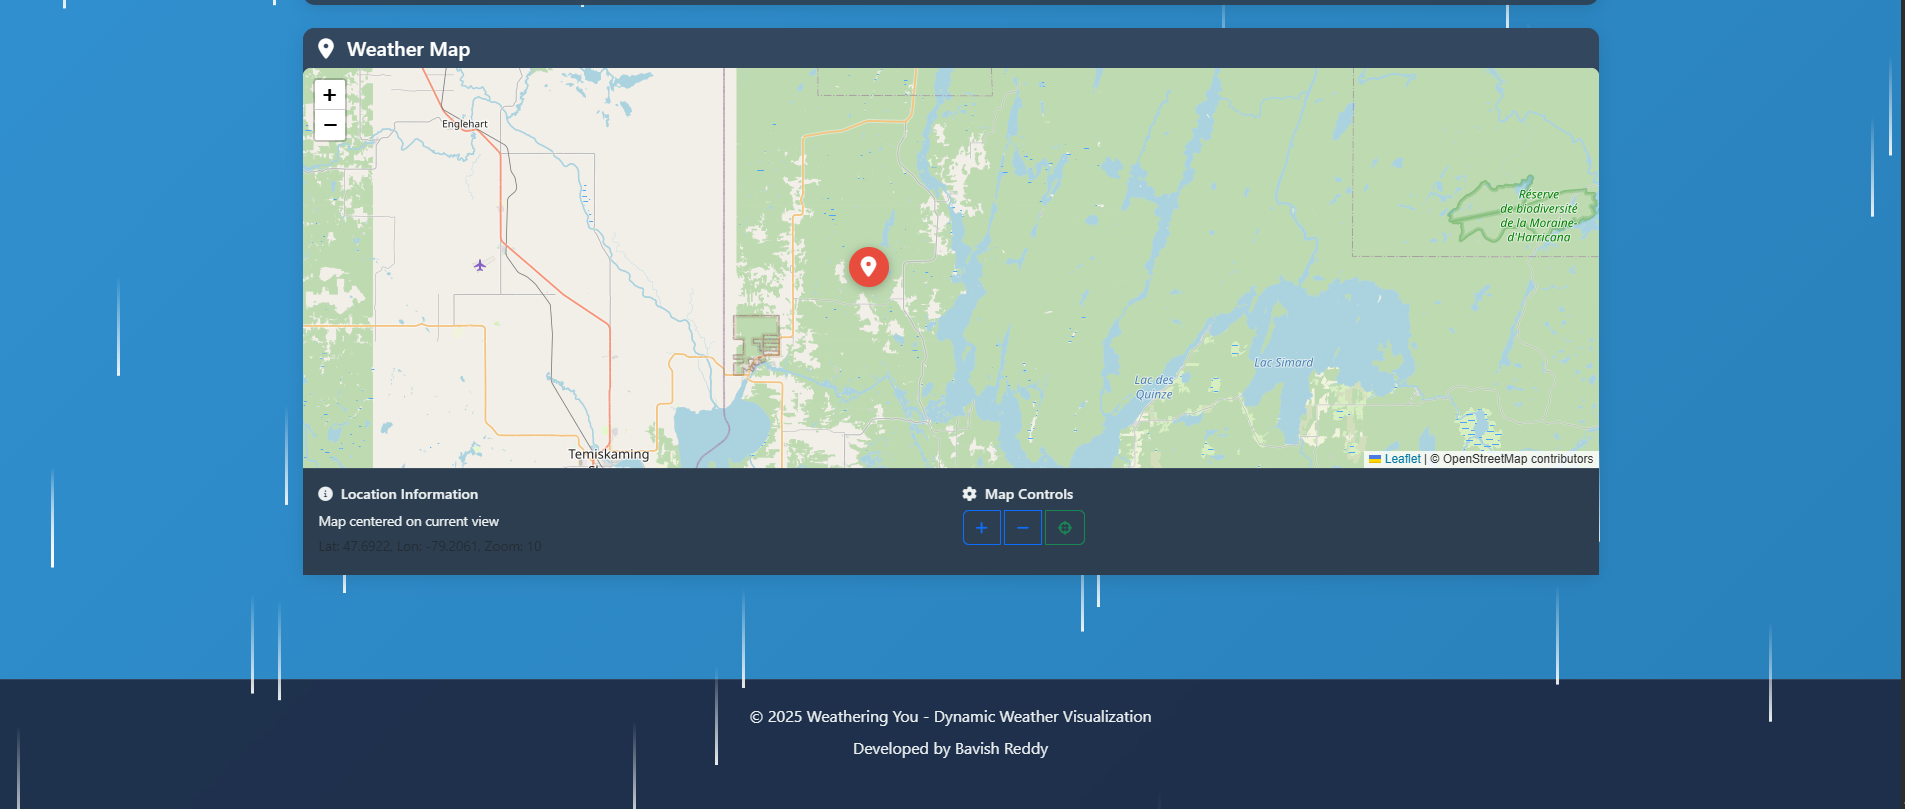 Weather Map
+
−
Englehart
Réserve
de biodiversité
de la Moraine-
d'Harricana
Lac Simard
Lac des
Quinze
Temiskaming
Leaflet | © OpenStreetMap contributors
Location Information
Map centered on current view
Lat: 47.6922, Lon: -79.2061, Zoom: 10
Map Controls
+
−
© 2025 Weathering You - Dynamic Weather Visualization
Developed by Bavish Reddy